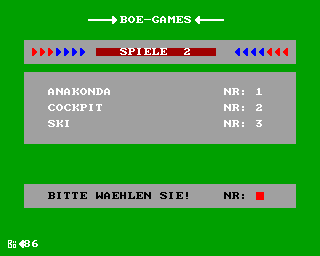 BOE-GAMES
SPIELE 2
ANAKONDA NR: 1
COCKPIT NR: 2
SKI NR: 3
BITTE WAEHLEN SIE! NR:
86